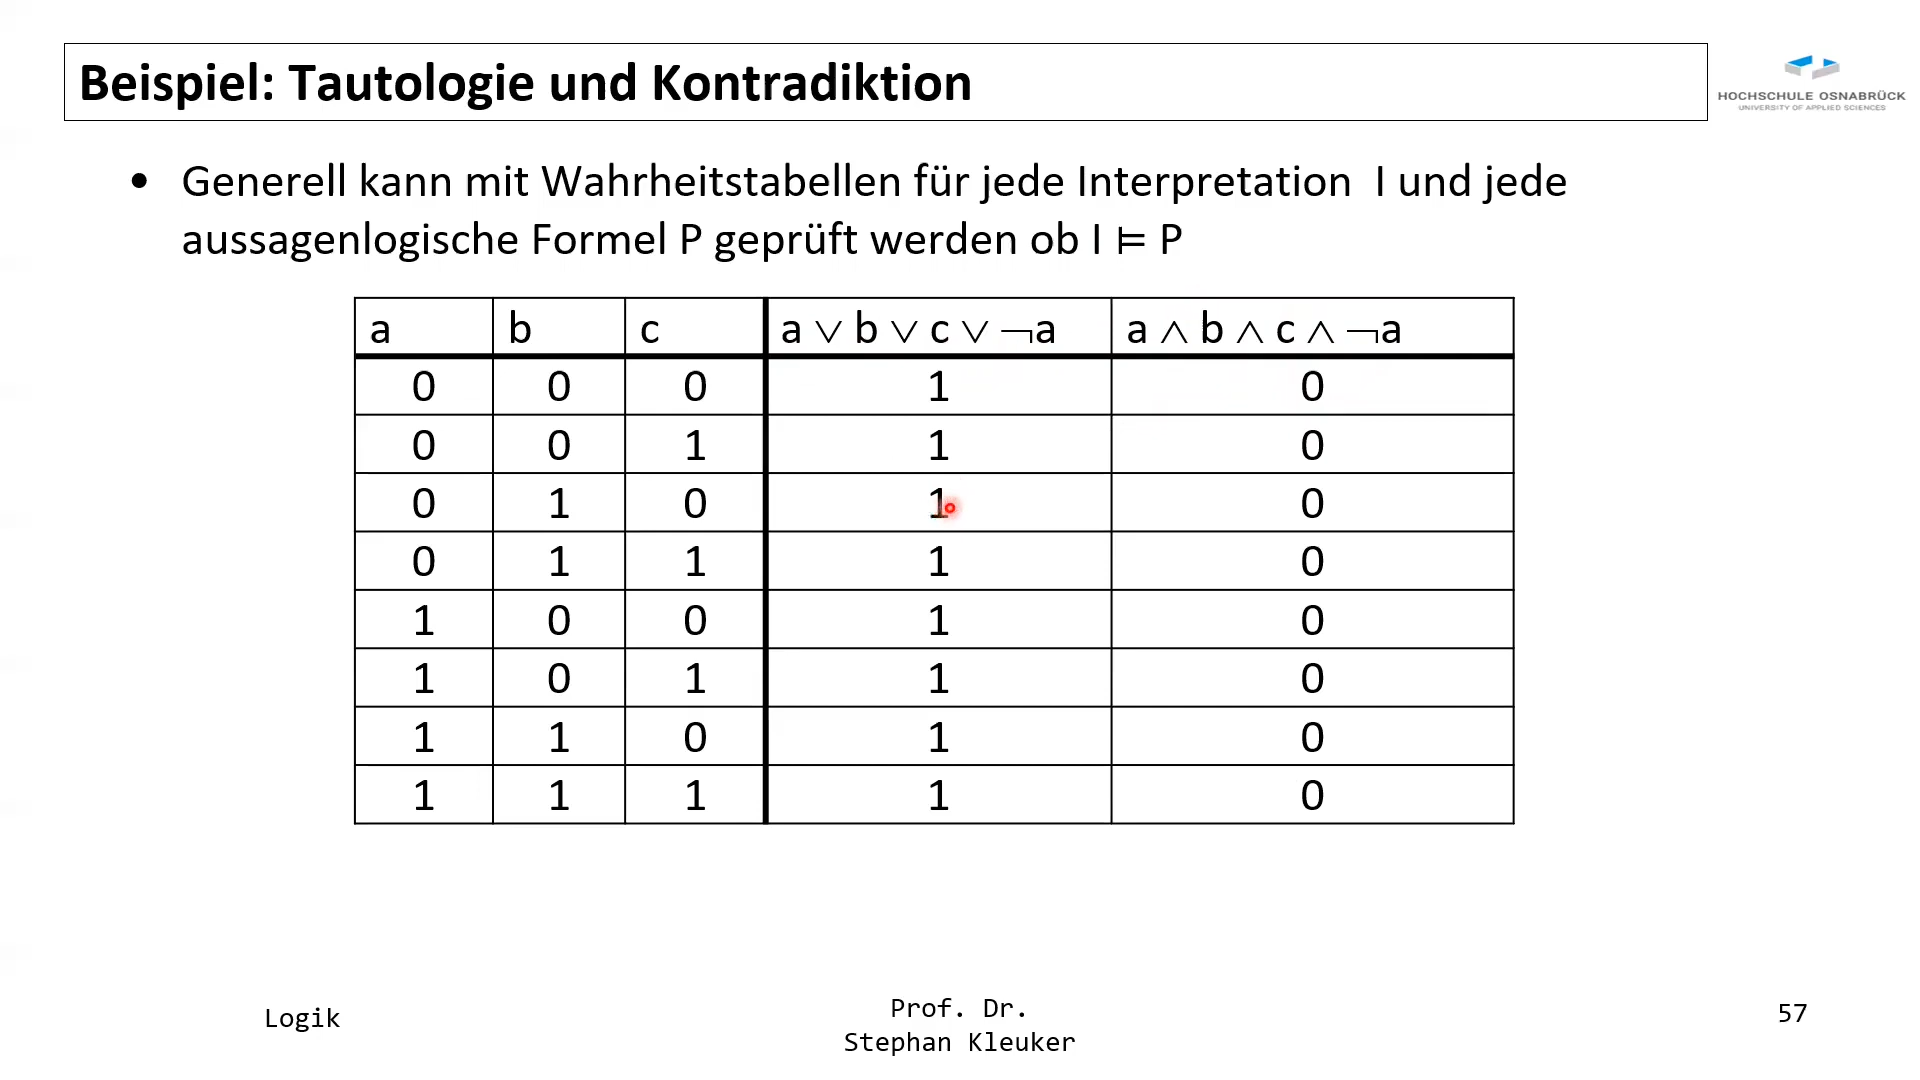 Beispiel: Tautologie und Kontradiktion
HOCHSCHULE OSNABRÜCK
UNIVERSITY OF APPLIED SCIENCES
• Generell kann mit Wahrheitstabellen für jede Interpretation I und jede
aussagenlogische Formel P geprüft werden ob I ⊨ P
a b c a ∨ b ∨ c ∨ ¬a a ∧ b ∧ c ∧ ¬a
0 0 0 1 0
0 0 1 1 0
0 1 0 1 0
0 1 1 1 0
1 0 0 1 0
1 0 1 1 0
1 1 0 1 0
1 1 1 1 0
Logik
Prof. Dr.
Stephan Kleuker
57